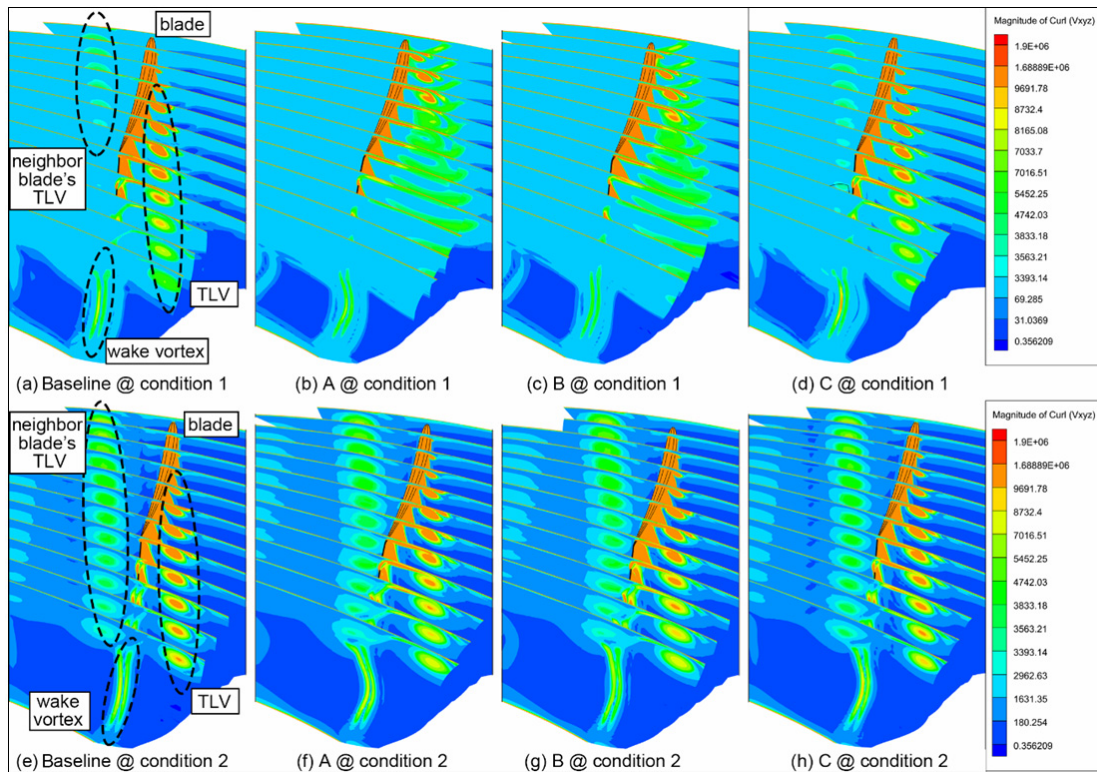 blade
neighbor
blade's
TLV
TLV
wake vortex
(a) Baseline @ condition 1
(b) A @ condition 1
(c) B @ condition 1
(d) C @ condition 1
Magnitude of Curl (Vxyz)
1.9E+06
1.68889E+06
9691.78
8732.4
8165.08
7033.7
7016.51
5452.25
4742.03
3833.18
3563.21
3393.14
69.285
31.0369
0.356209
neighbor
blade's
TLV
blade
wake
vortex
TLV
(e) Baseline @ condition 2
(f) A @ condition 2
(g) B @ condition 2
(h) C @ condition 2
Magnitude of Curl (Vxyz)
1.9E+06
1.68889E+06
9691.78
8732.4
7016.51
5452.25
4742.03
3833.18
3563.21
3393.14
2962.63
2631.35
180.254
0.356209